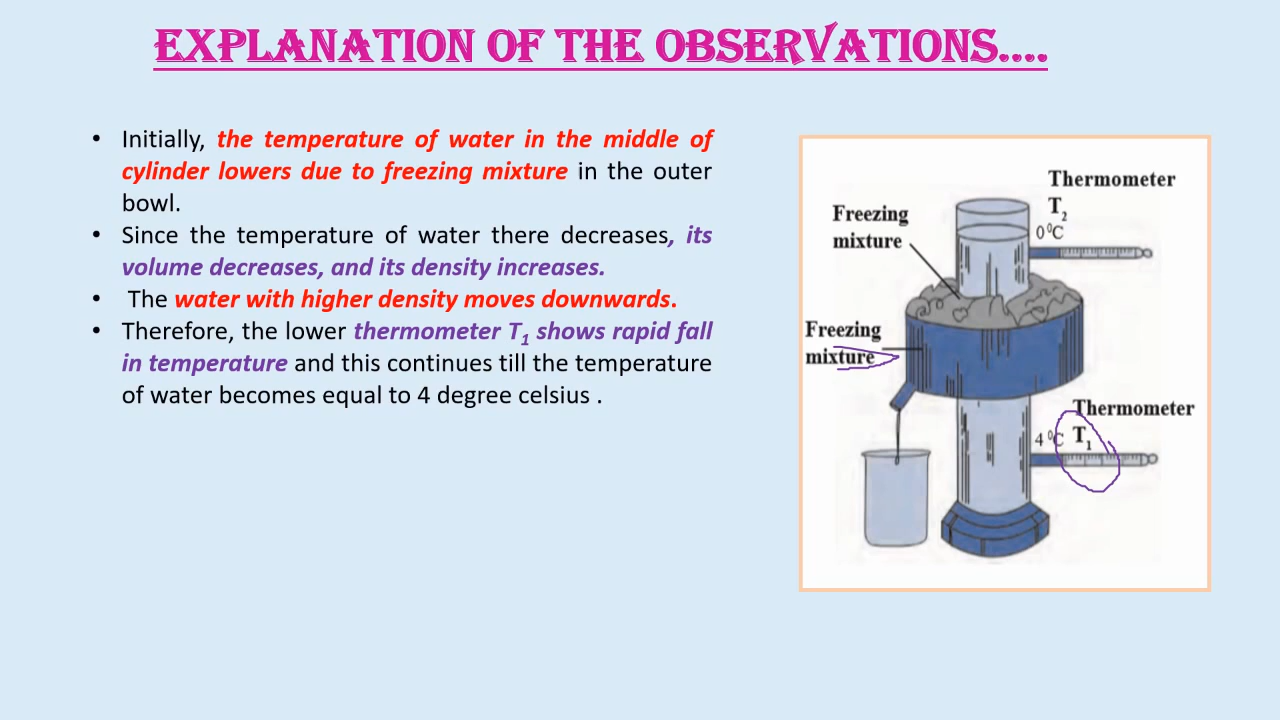 EXPLANATION OF THE OBSERVATIONS....
• Initially, the temperature of water in the middle of
cylinder lowers due to freezing mixture in the outer
bowl.
• Since the temperature of water there decreases, its
volume decreases, and its density increases.
• The water with higher density moves downwards.
• Therefore, the lower thermometer T₁ shows rapid fall
in temperature and this continues till the temperature
of water becomes equal to 4 degree celsius .
Thermometer
T₂
0⁰C
Freezing
mixture
Freezing
mixture
Thermometer
4⁰C T₁